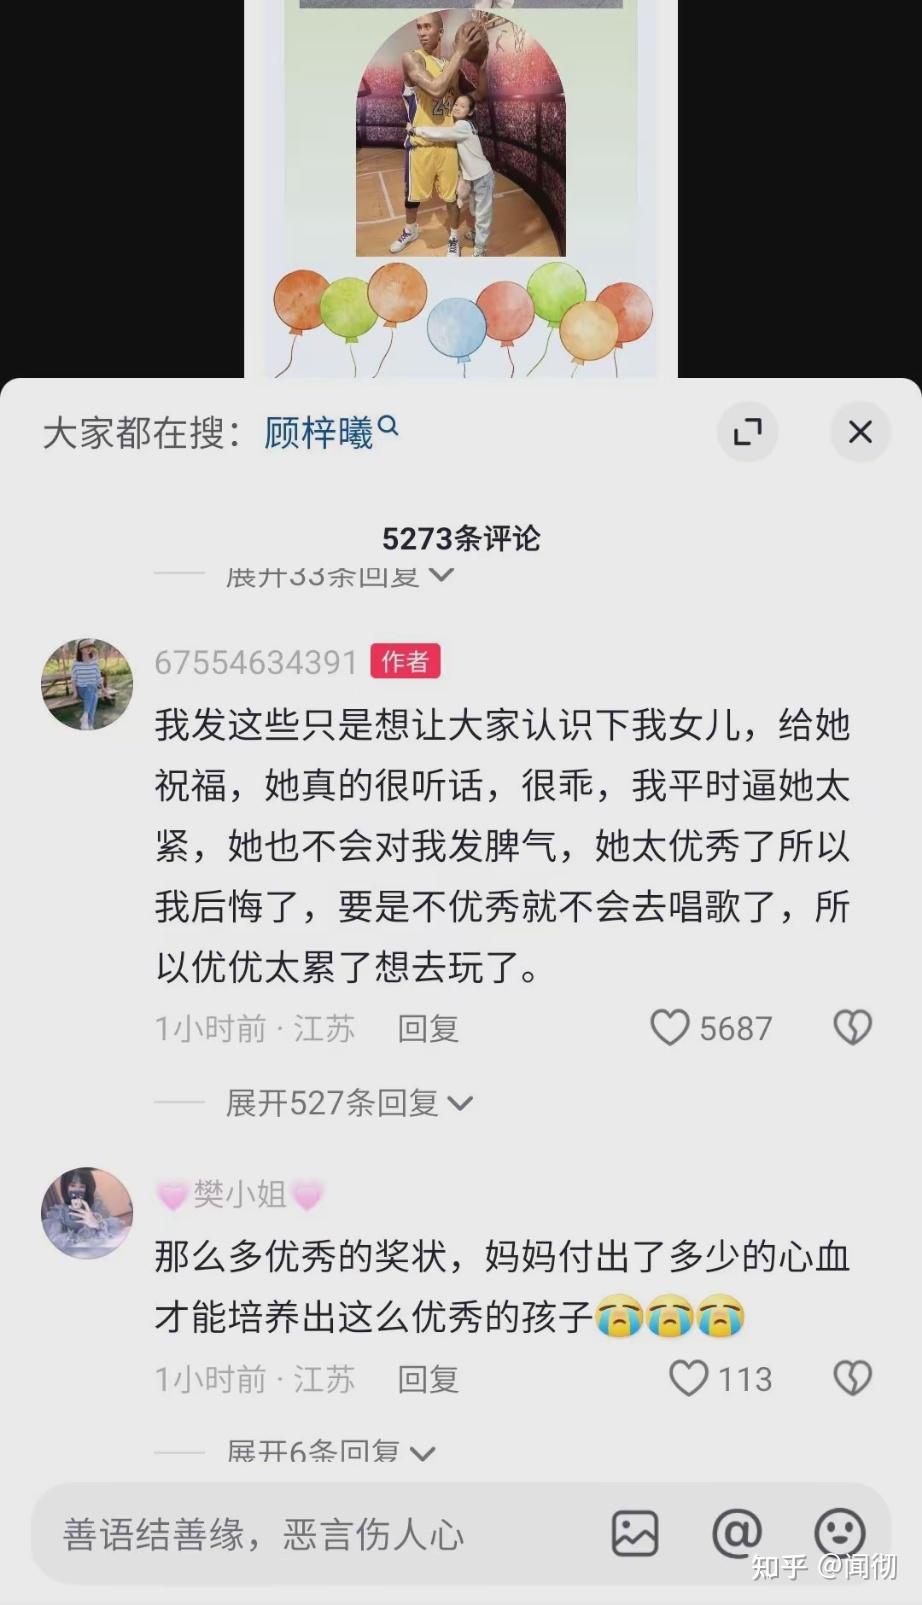 24
大家都在搜：顾梓曦
5273条评论
展开33条回复
67554634391 作者
我发这些只是想让大家认识下我女儿，给她
祝福，她真的很听话，很乖，我平时逼她太
紧，她也不会对我发脾气，她太优秀了所以
我后悔了，要是不优秀就不会去唱歌了，所
以优优太累了想去玩了。
1小时前 · 江苏 回复 5687
展开527条回复
💗樊小姐💗
那么多优秀的奖状，妈妈付出了多少的心血
才能培养出这么优秀的孩子😭😭😭
1小时前 · 江苏 回复 113
展开6条回复
善语结善缘，恶言伤人心
知乎 @闻彻